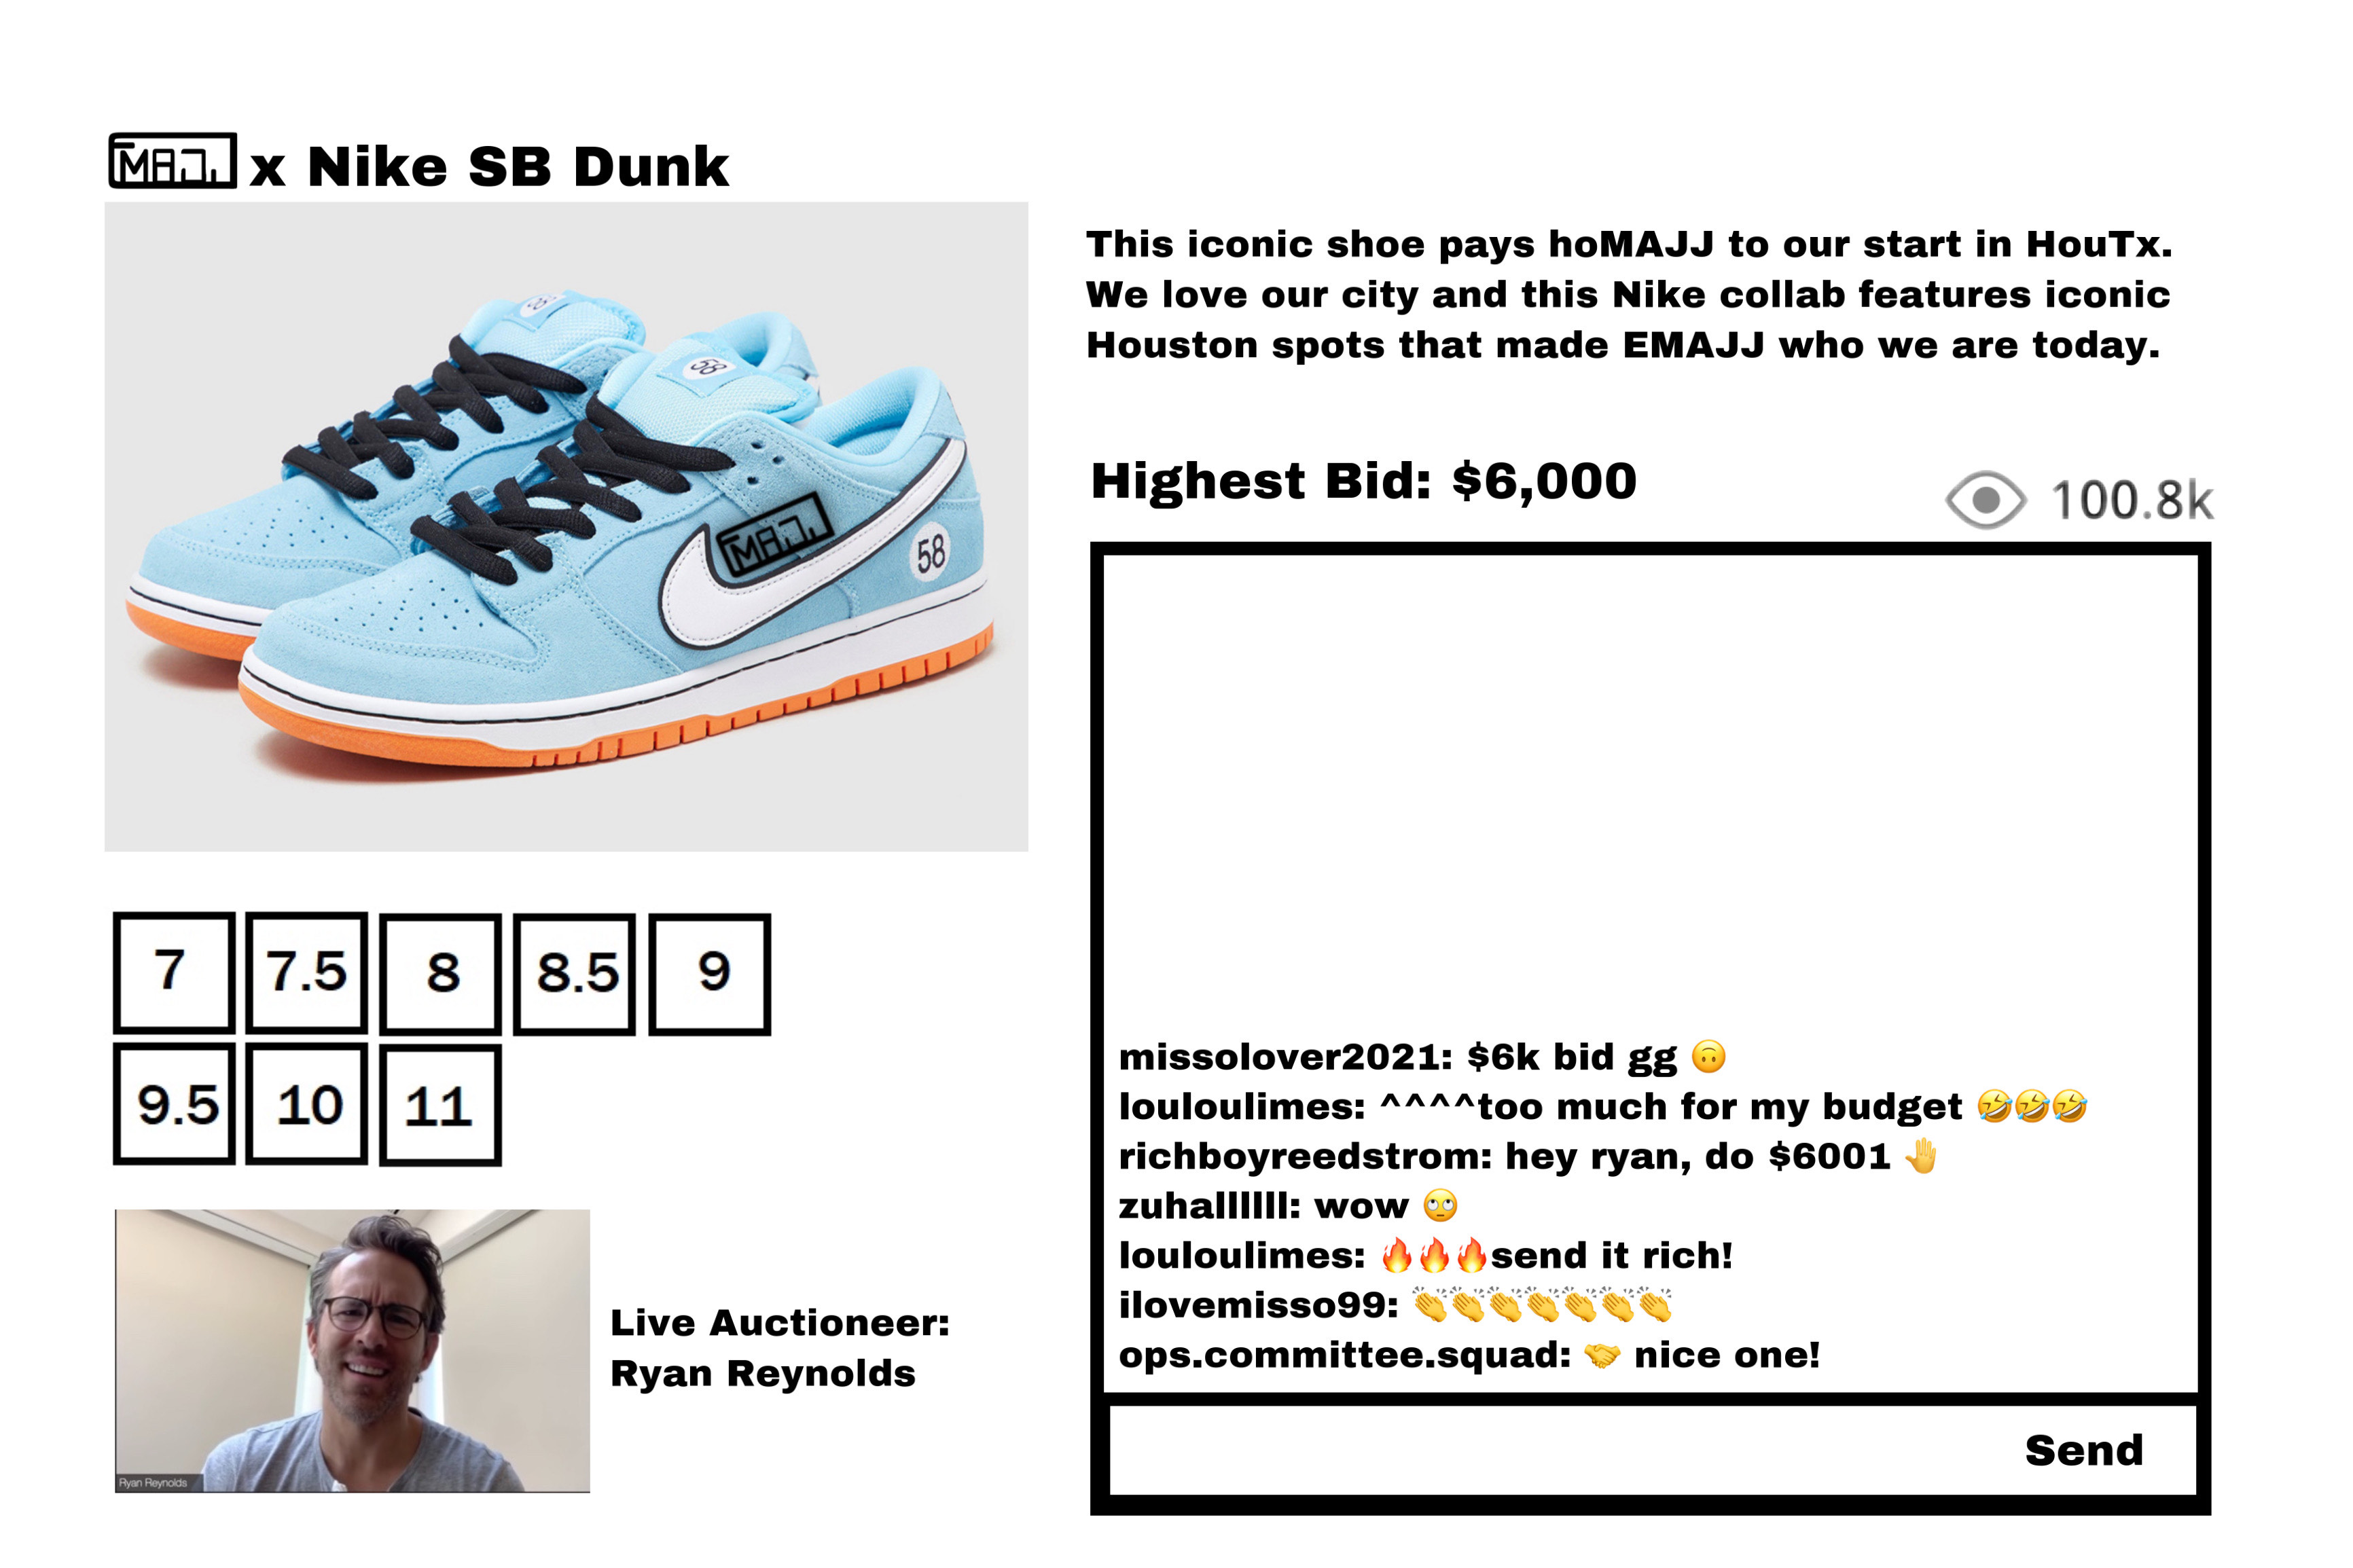 EMAJJ x Nike SB Dunk
This iconic shoe pays hoMAJJ to our start in HouTx.
We love our city and this Nike collab features iconic
Houston spots that made EMAJJ who we are today.
58
58
EMAJJ
58
Highest Bid: $6,000
100.8k
7 7.5 8 8.5 9
9.5 10 11
Ryan Reynolds
Live Auctioneer:
Ryan Reynolds
missolover2021: $6k bid gg 🙃
louloulimes: ^^^^too much for my budget 🤣🤣🤣
richboyreedstrom: hey ryan, do $6001 🤚
zuhallllll: wow 🙄
louloulimes: 🔥🔥🔥send it rich!
ilovemisso99: 👏👏👏👏👏👏👏
ops.committee.squad: 🤝 nice one!
Send